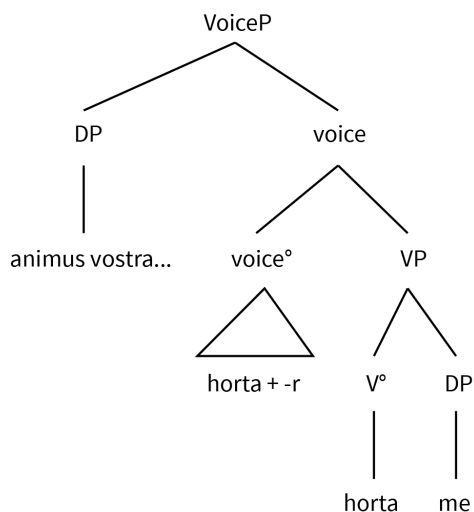 VoiceP
DP voice
animus vostra... voice° VP
horta + -r V° DP
horta me